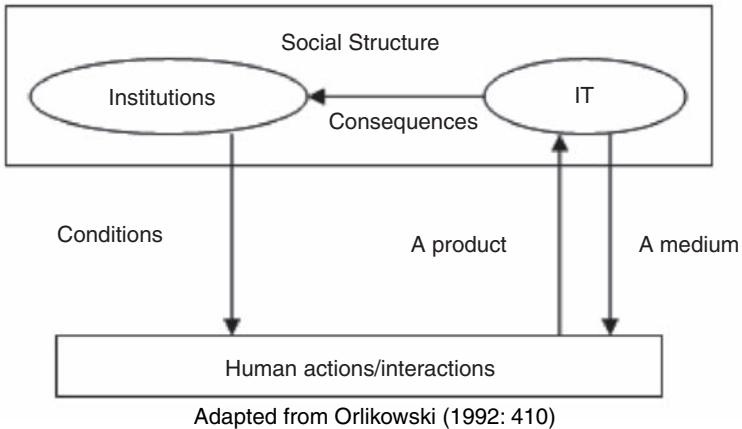 Social Structure
Institutions
IT
Consequences
Conditions
A product
A medium
Human actions/interactions
Adapted from Orlikowski (1992: 410)